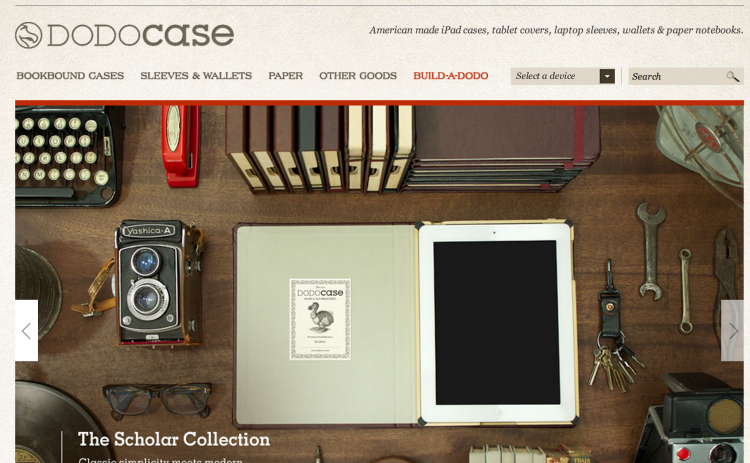 DODOcase
American made iPad cases, tablet covers, laptop sleeves, wallets & paper notebooks.
BOOKBOUND CASES SLEEVES & WALLETS PAPER OTHER GOODS BUILD-A-DODO Select a device Search
Yashica-A
DODOcase
The Scholar Collection
Classic simplicity meets modern